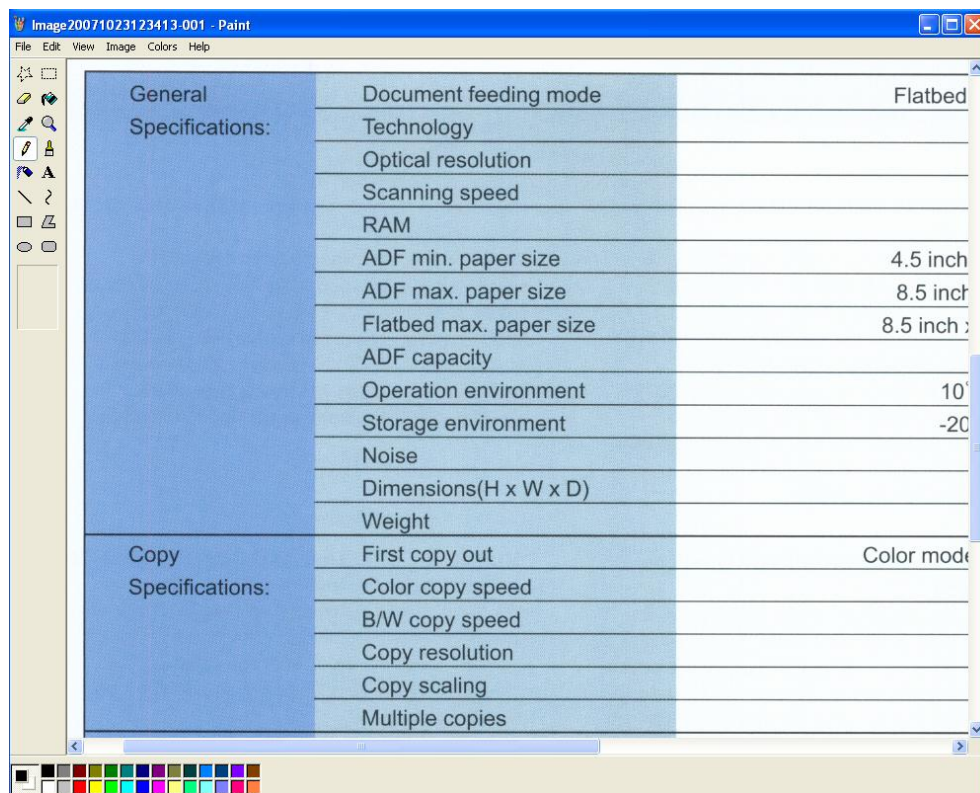 Image20071023123413-001 - Paint
File Edit View Image Colors Help
General Document feeding mode Flatbed
Specifications: Technology
Optical resolution
Scanning speed
RAM
ADF min. paper size 4.5 inch
ADF max. paper size 8.5 inch
Flatbed max. paper size 8.5 inch x
ADF capacity
Operation environment 10°
Storage environment -20
Noise
Dimensions(H x W x D)
Weight
Copy First copy out Color mode
Specifications: Color copy speed
B/W copy speed
Copy resolution
Copy scaling
Multiple copies